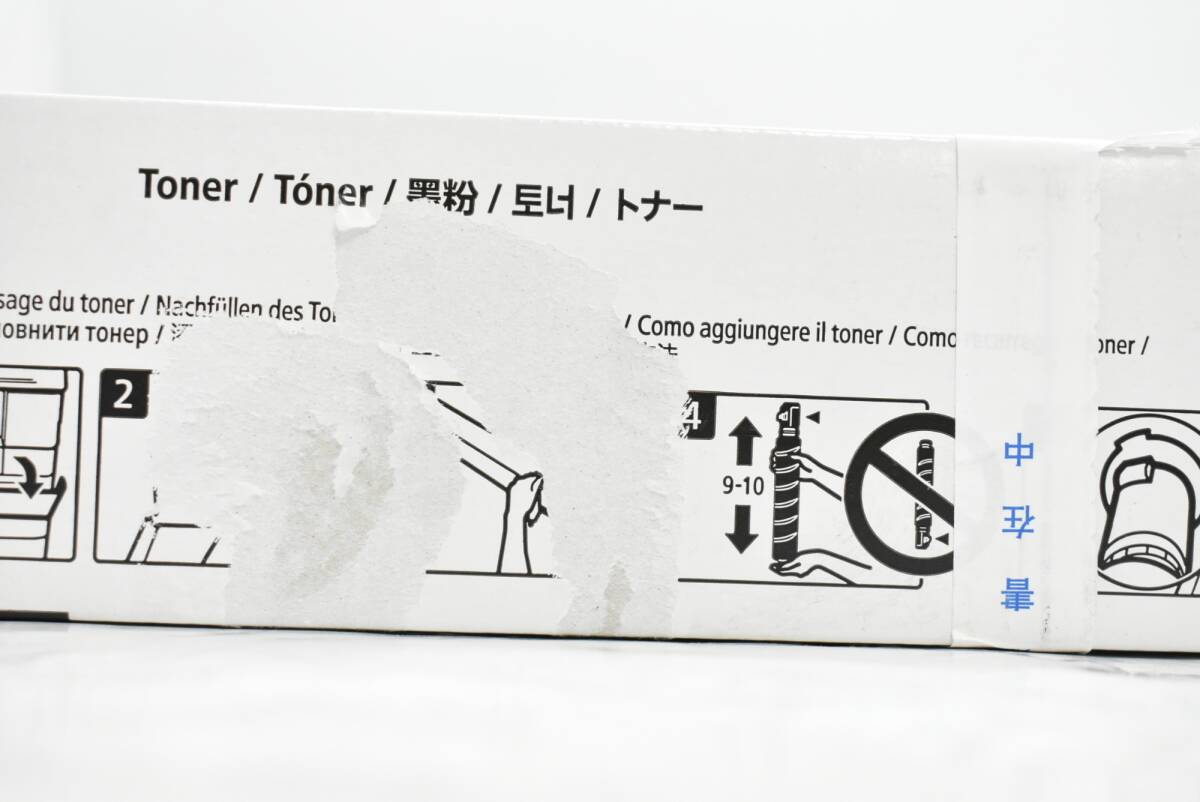 Toner / Tóner / 墨粉 / 토너 / トナー
sage du toner / Nachfüllen des To / Como aggiungere il toner / Como oner /
овнити тонер /
2
4
9-10
書在中